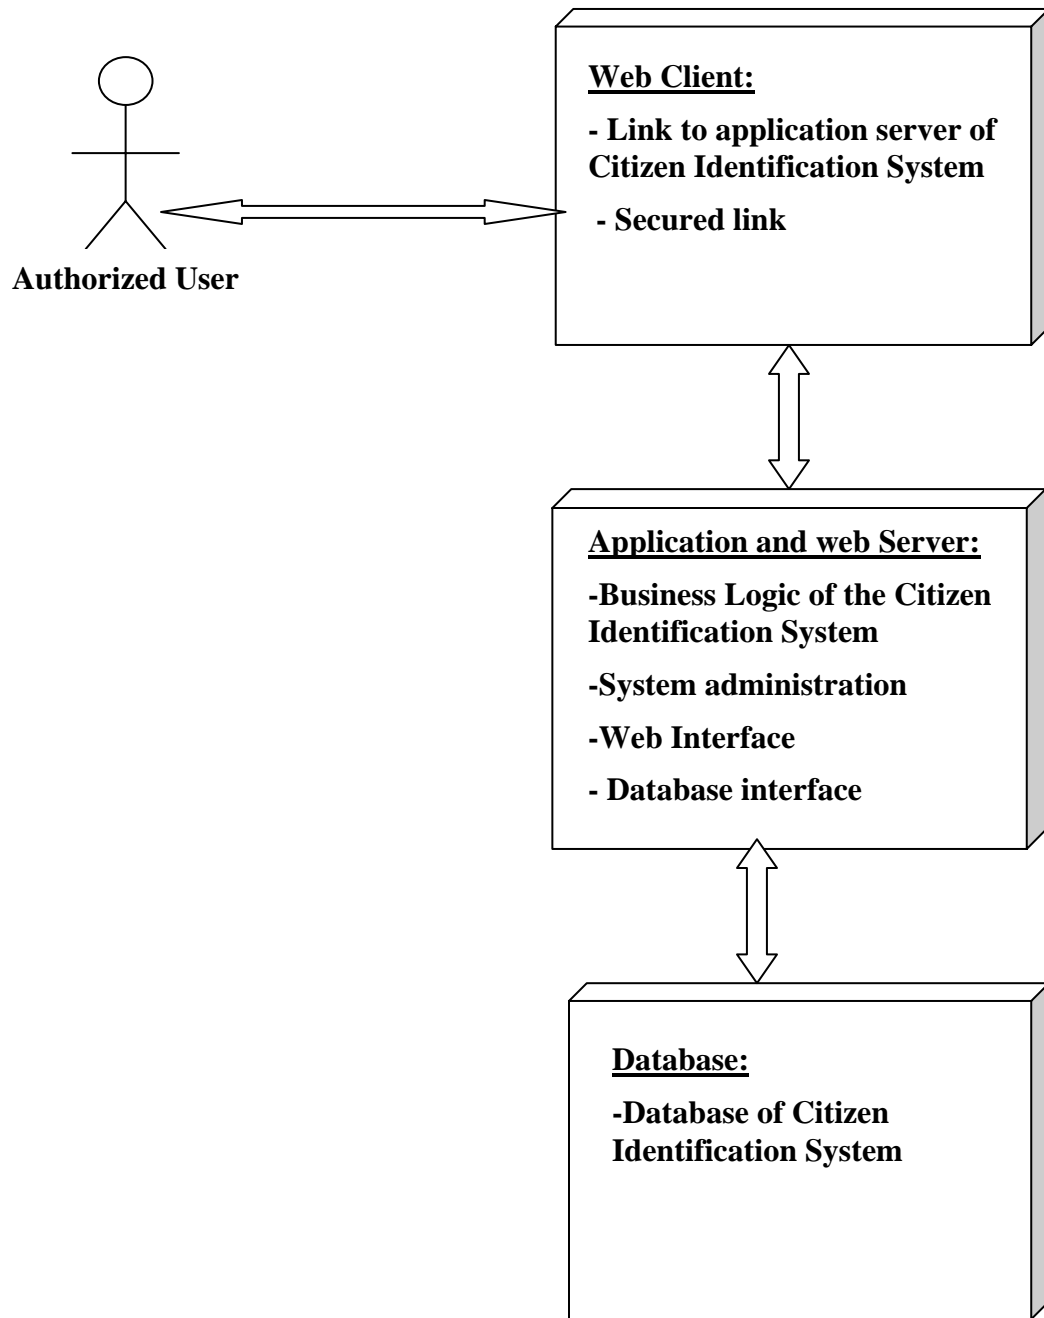 Web Client:
- Link to application server of
Citizen Identification System
- Secured link
Authorized User
Application and web Server:
-Business Logic of the Citizen
Identification System
-System administration
-Web Interface
- Database interface
Database:
-Database of Citizen
Identification System